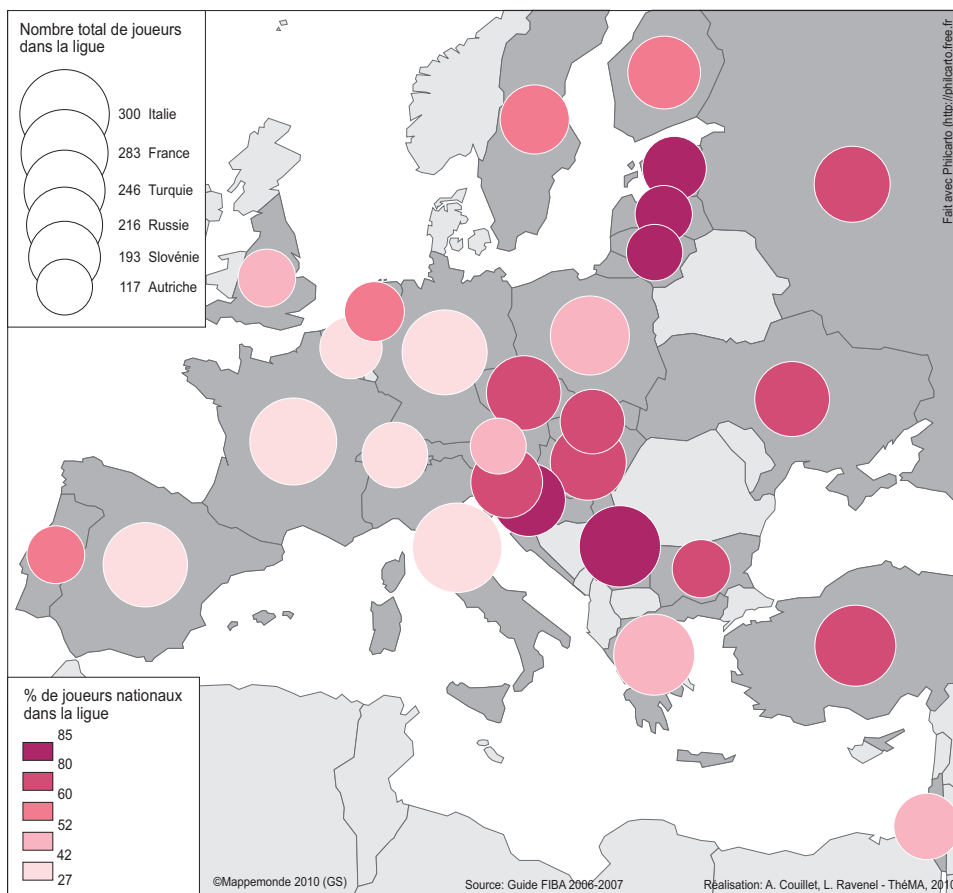 Nombre total de joueurs
dans la ligue
300 Italie
283 France
246 Turquie
216 Russie
193 Slovénie
117 Autriche
Fait avec Philcarto (http://philcarto.free.fr
% de joueurs nationaux
dans la ligue
85
80
60
52
42
27
©Mappemonde 2010 (GS)
Source: Guide FIBA 2006-2007
Réalisation: A. Couillet, L. Ravenel - ThéMA, 2010